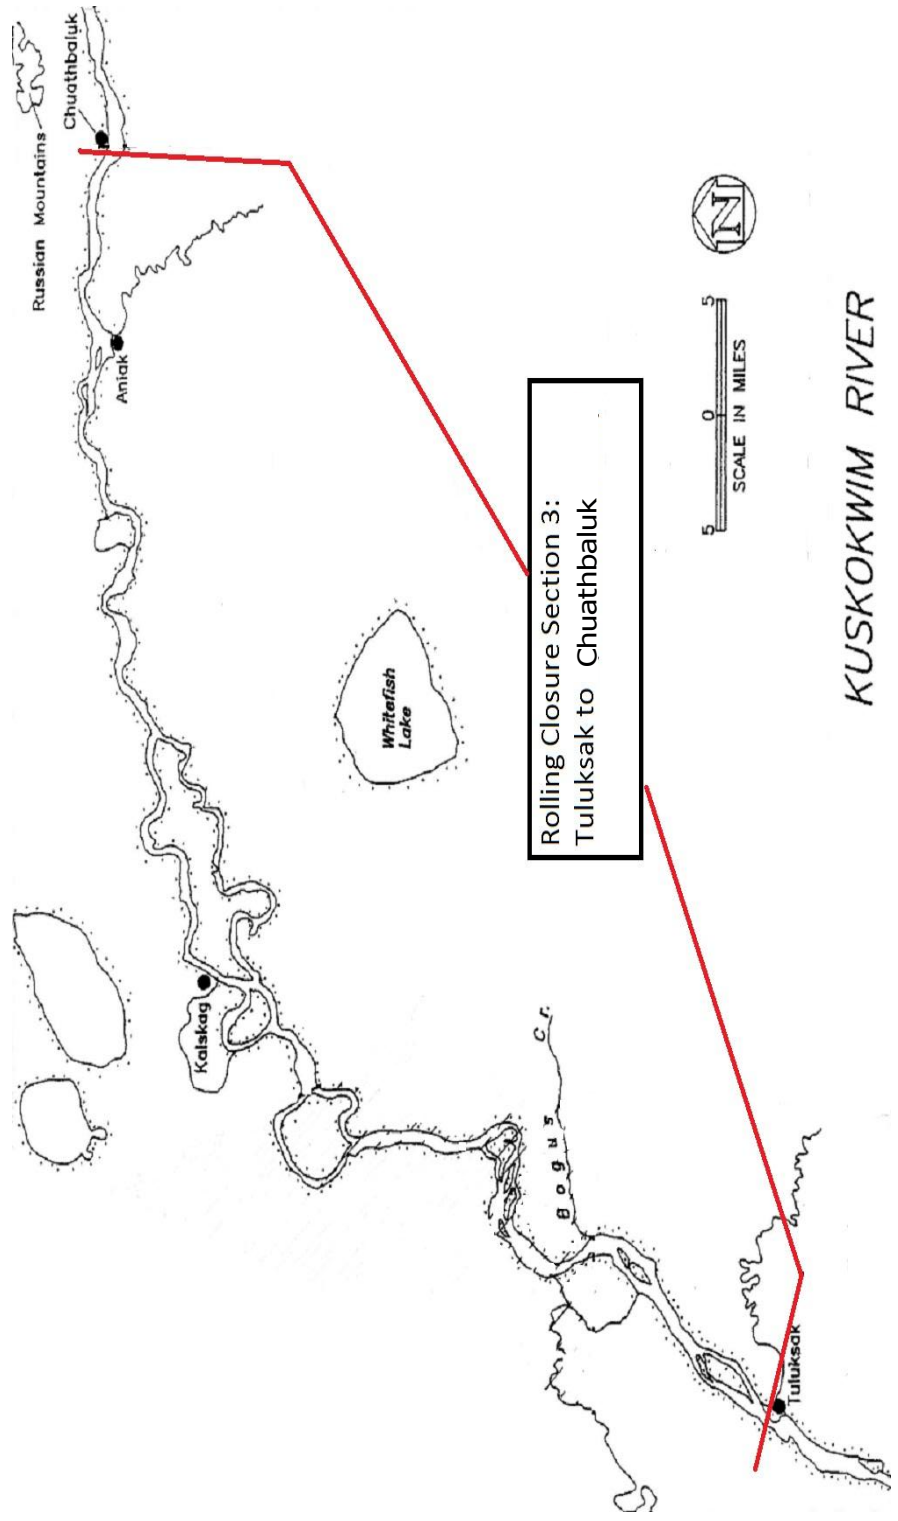 Russian Mountains
Chuathbaluk
Aniak
Kalskag
Whitefish
Lake
Rolling Closure Section 3:
Tuluksak to Chuathbaluk
Bogus Cr.
Tuluksak
N
5 0 5
SCALE IN MILES
KUSKOKWIM RIVER